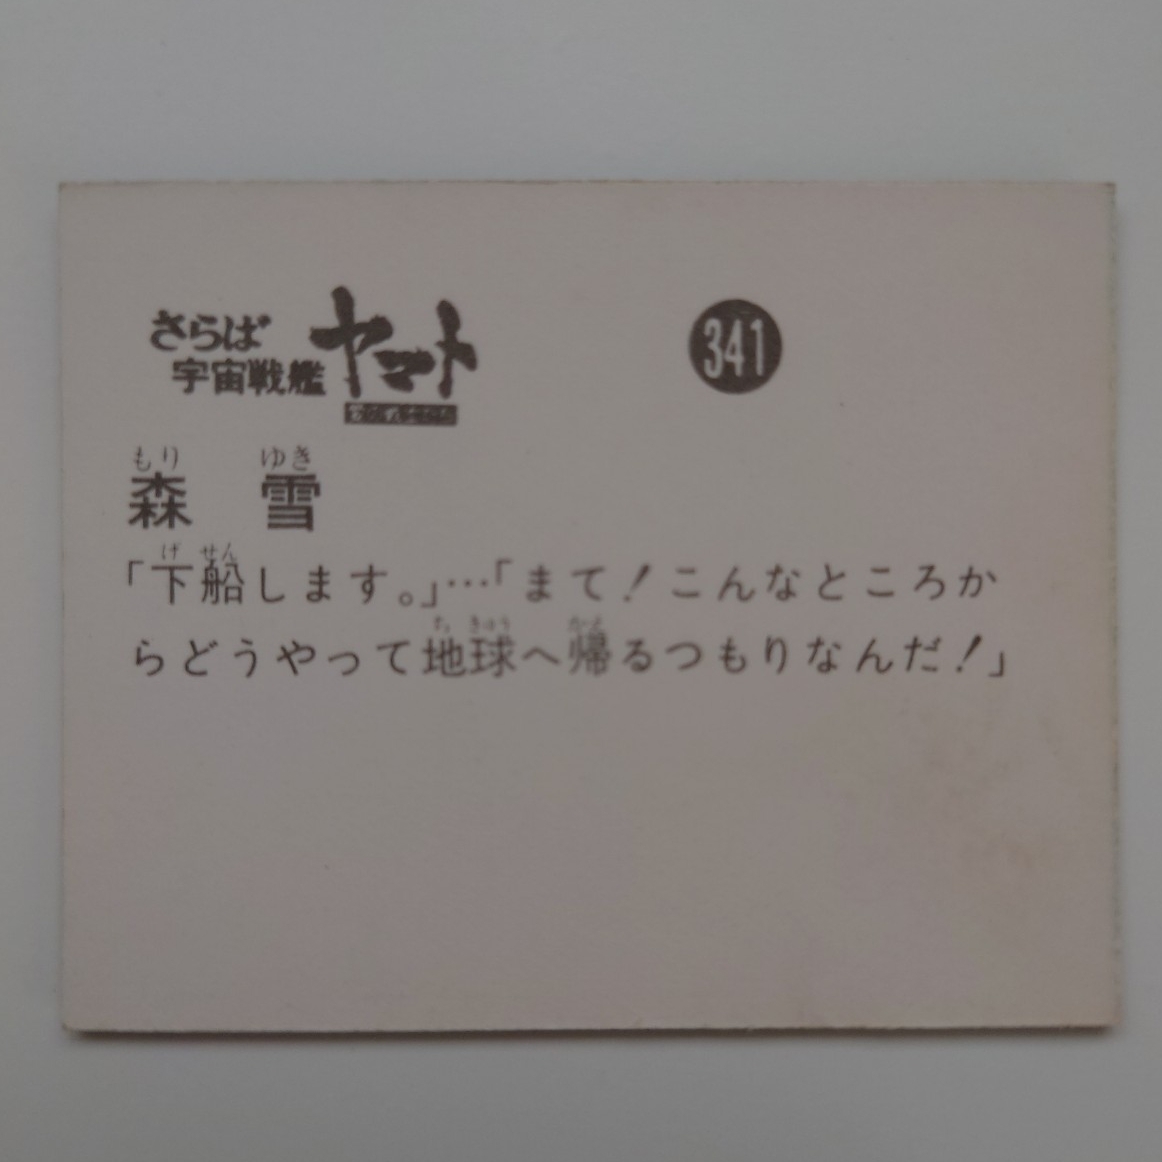 さらば
宇宙戦艦
ヤマト
341
もり ゆき
森 雪
げ せん
「下船します。」…「まて！こんなところか
ち きゅう かえ
らどうやって地球へ帰るつもりなんだ！」